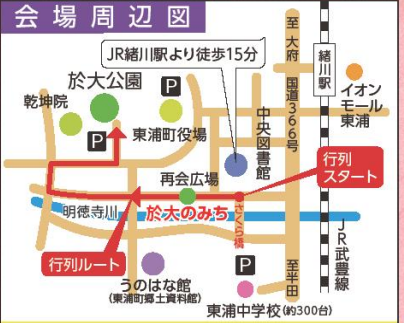 会場周辺図
至大府
国道366号
緒川駅
JR緒川駅より徒歩15分
於大公園
P
乾坤院
P
東浦町役場
中央図書館
イオン
モール
東浦
行列
スタート
再会広場
明徳寺川
於大のみち
さくら橋
行列ルート
うのはな館
(東浦町郷土資料館)
P
東浦中学校(約300台)
至半田
JR武豊線